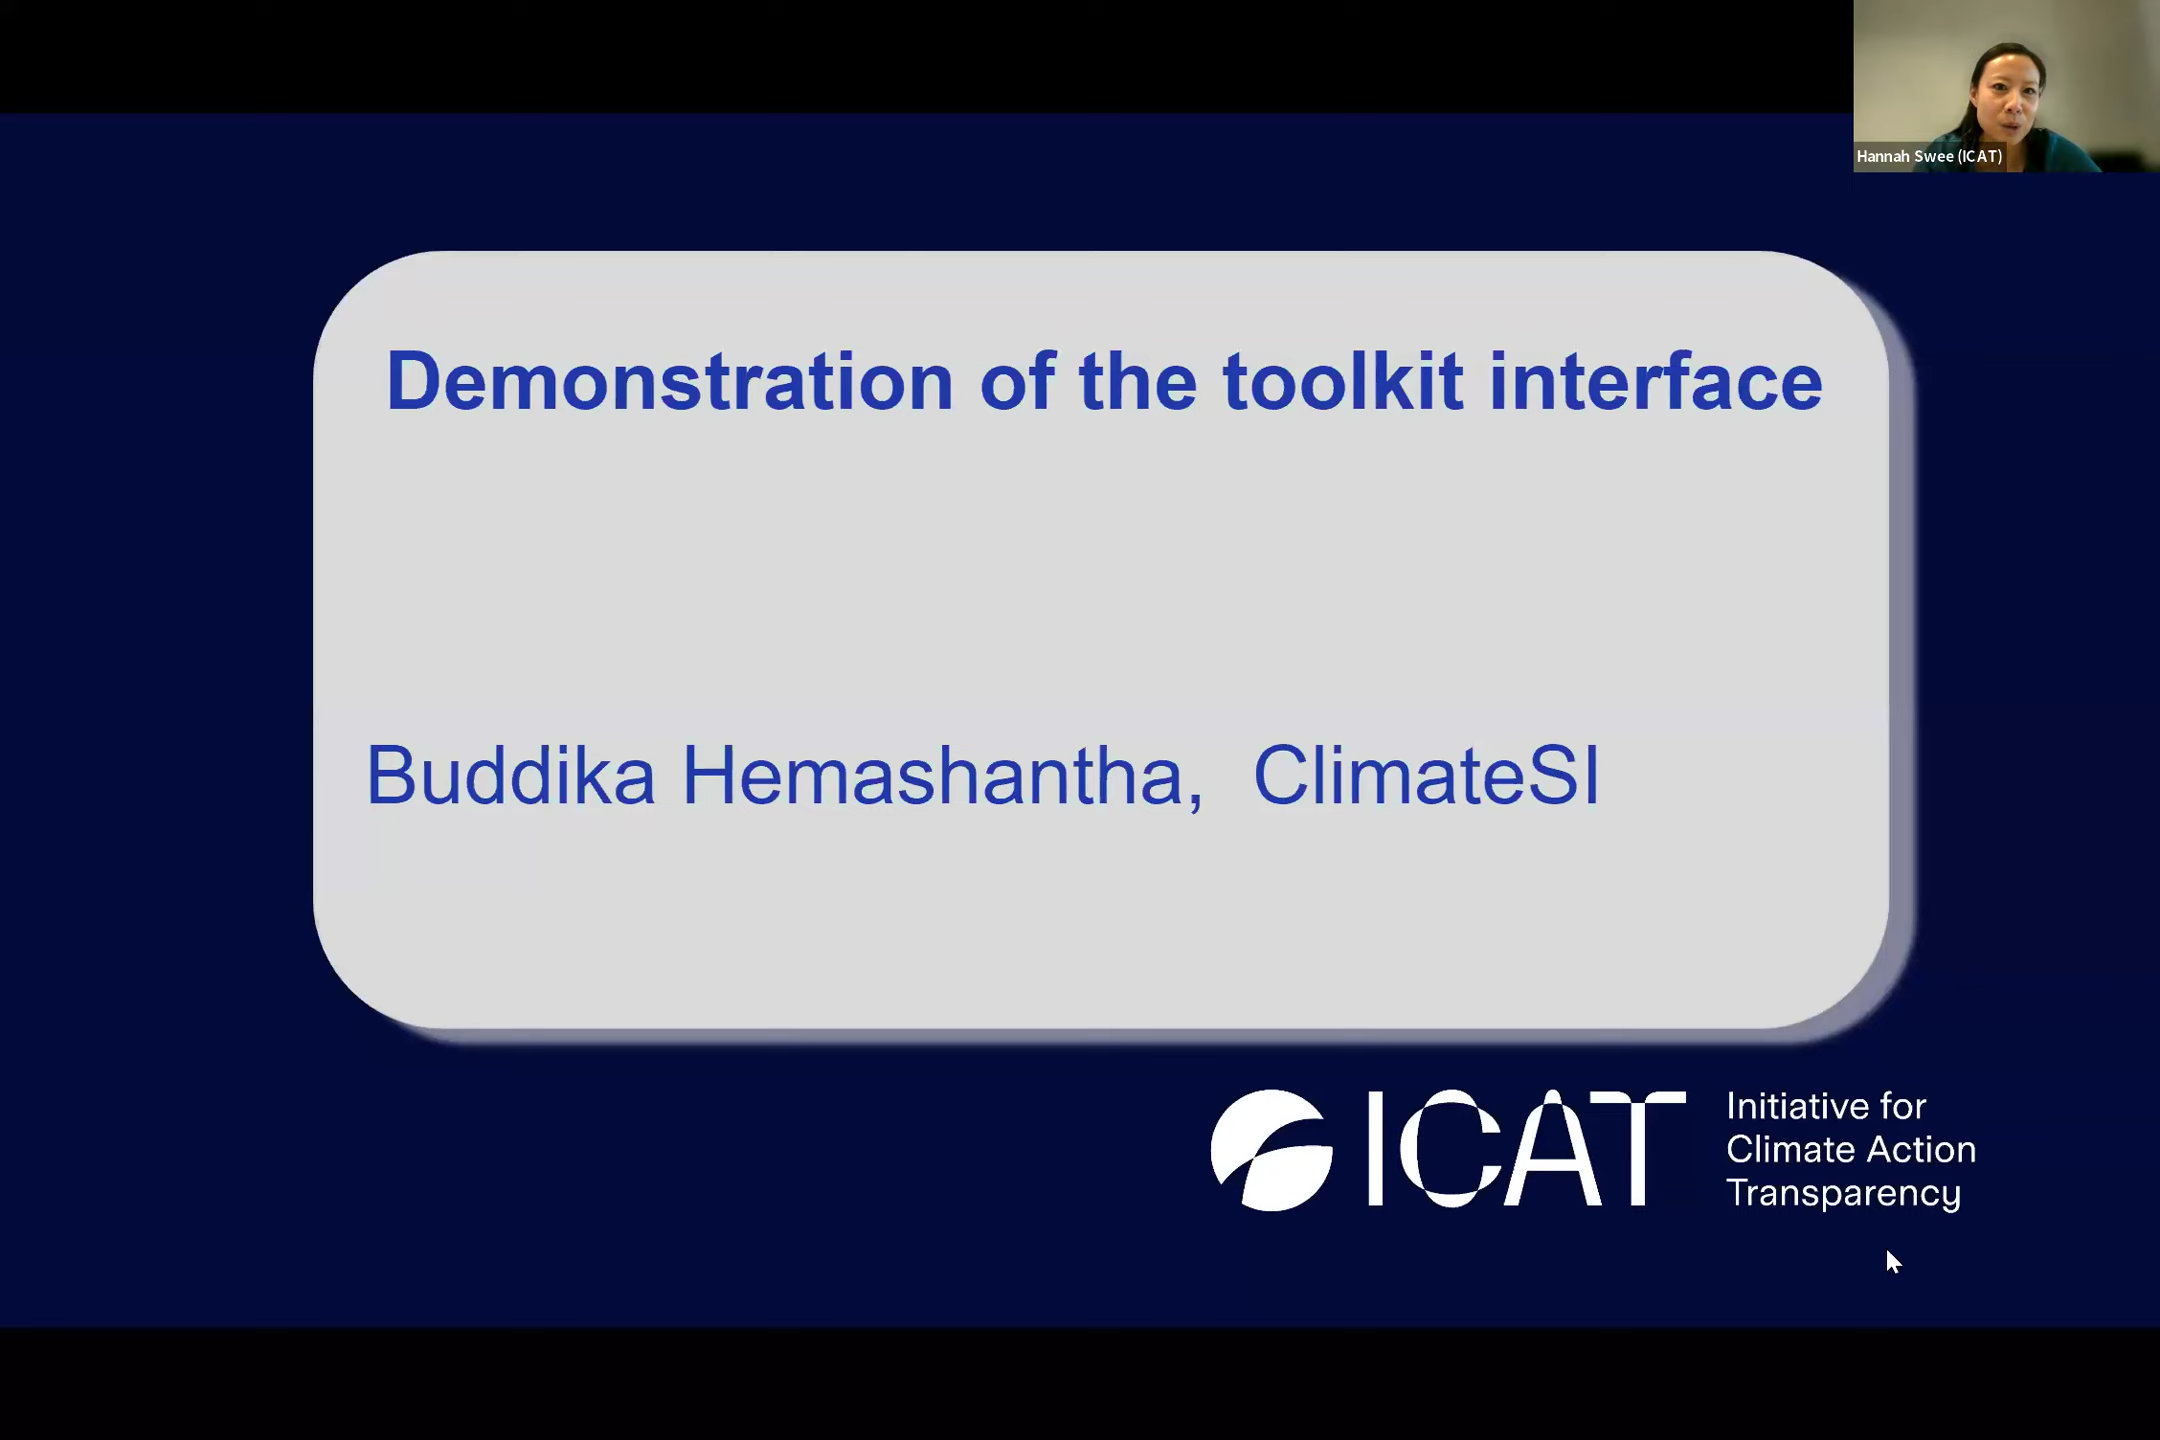 Hannah Swee (ICAT)
Demonstration of the toolkit interface
Buddika Hemashantha, ClimateSI
ICAT
Initiative for
Climate Action
Transparency